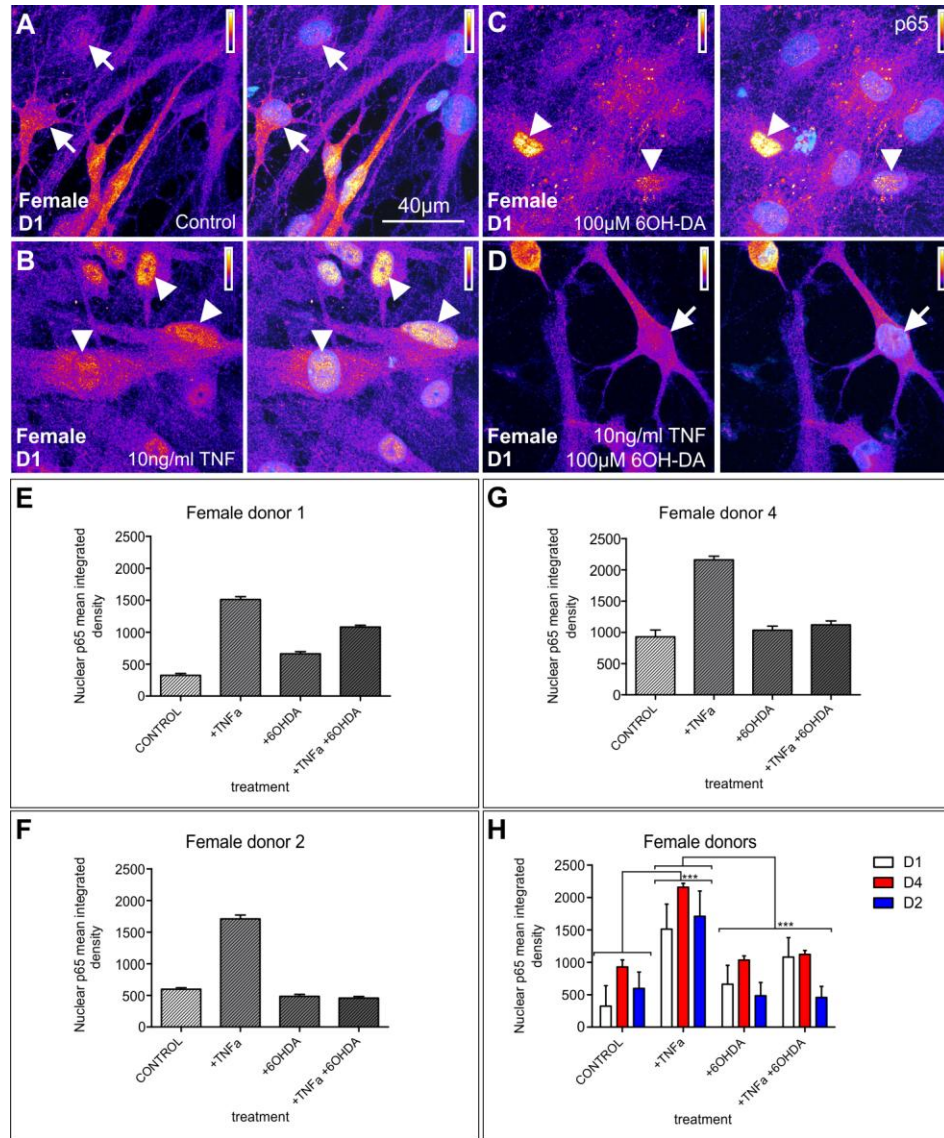 A
Female
D1
Control
40µm
C
p65
Female
D1
100µM 6OH-DA
B
Female
D1
10ng/ml TNF
D
Female
D1
10ng/ml TNF
100µM 6OH-DA
E
Female donor 1
Nuclear p65 mean integrated
density
2500
2000
1500
1000
500
0
CONTROL
+TNFa
+6OHDA
+TNFa +6OHDA
treatment
G
Female donor 4
Nuclear p65 mean integrated
density
2500
2000
1500
1000
500
0
CONTROL
+TNFa
+6OHDA
+TNFa +6OHDA
treatment
F
Female donor 2
Nuclear p65 mean integrated
density
2500
2000
1500
1000
500
0
CONTROL
+TNFa
+6OHDA
+TNFa +6OHDA
treatment
H
Female donors
Nuclear p65 mean integrated
density
2500
2000
1500
1000
500
0
***
***
CONTROL
+TNFa
+6OHDA
+TNFa +6OHDA
treatment
D1
D4
D2